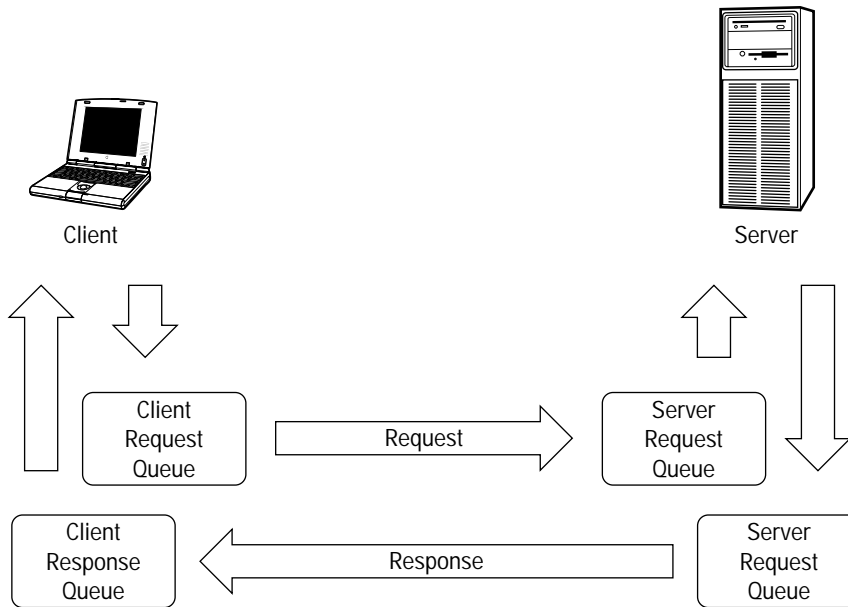 Client
Server
Client
Request
Queue
Request
Server
Request
Queue
Client
Response
Queue
Response
Server
Request
Queue